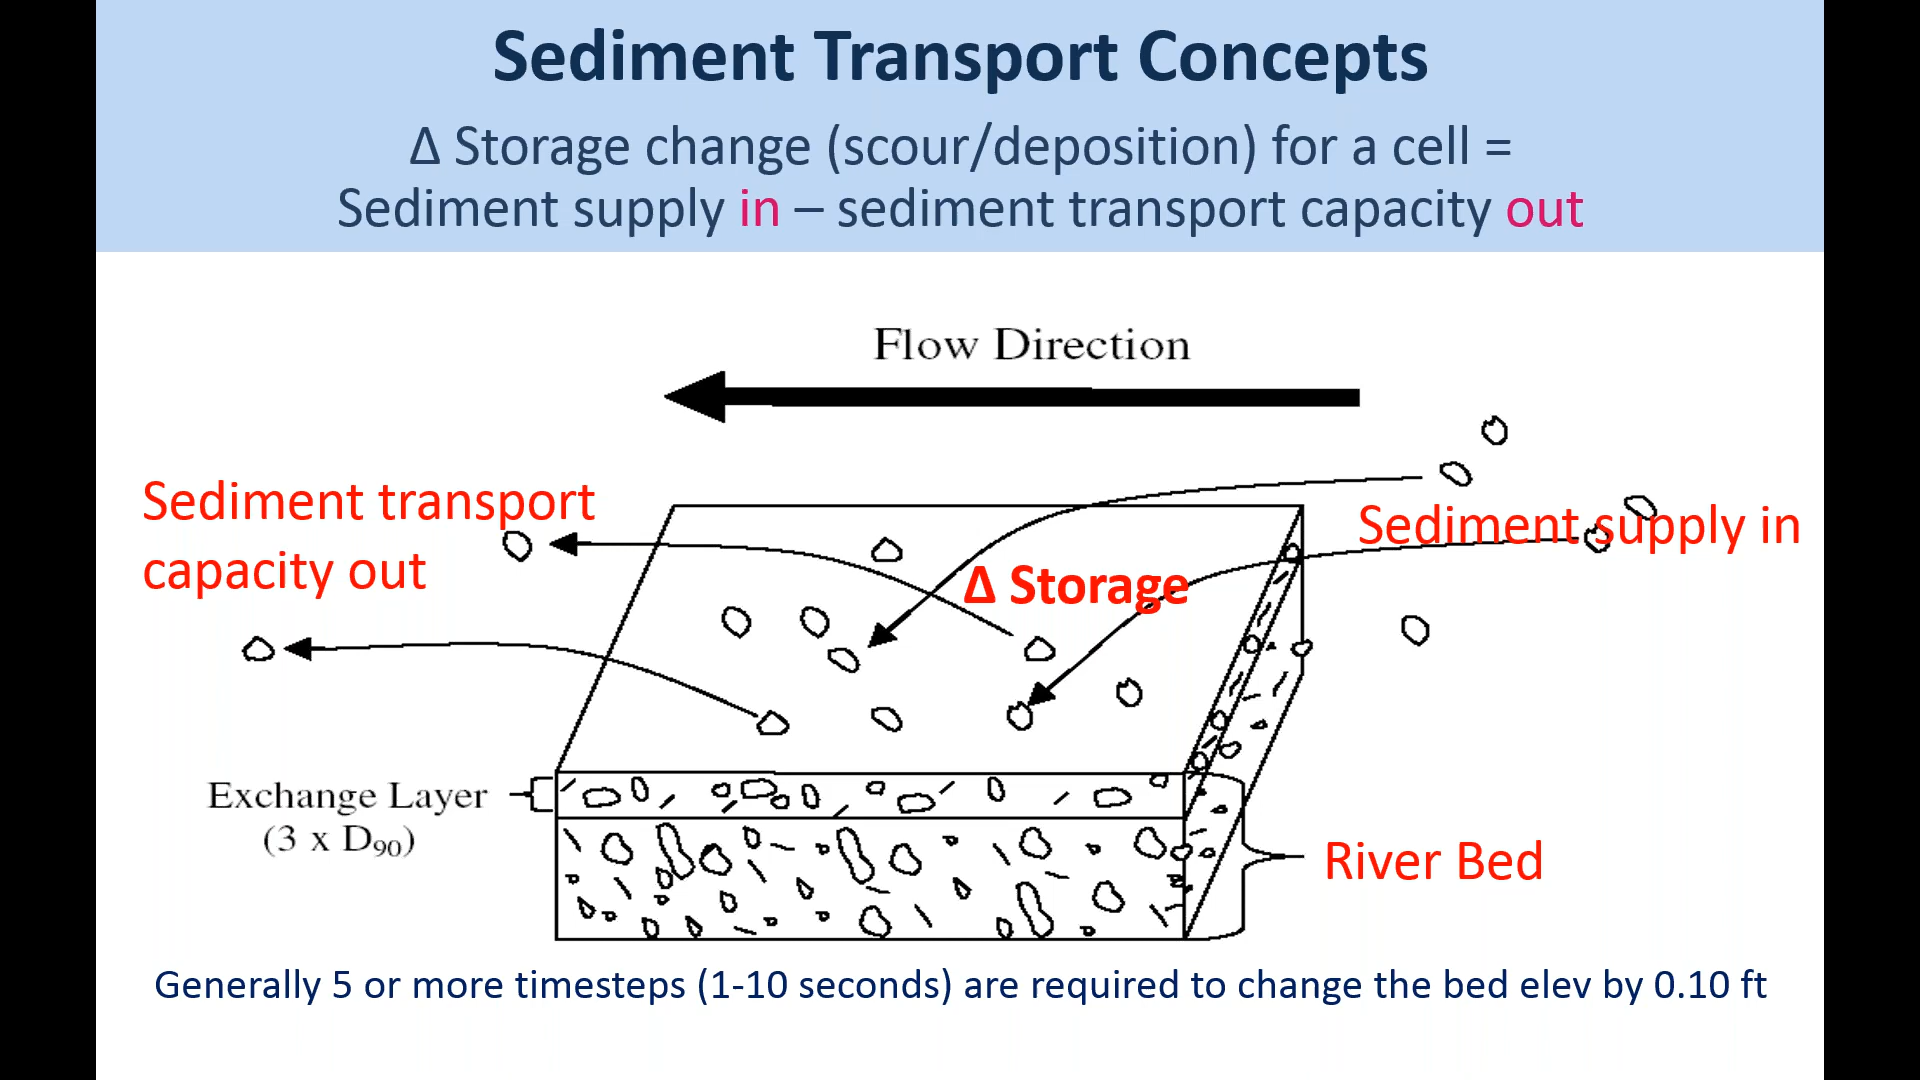 Sediment Transport Concepts
Δ Storage change (scour/deposition) for a cell =
Sediment supply in – sediment transport capacity out
Flow Direction
Sediment transport
capacity out
Sediment supply in
Δ Storage
Exchange Layer
(3 x D90)
River Bed
Generally 5 or more timesteps (1-10 seconds) are required to change the bed elev by 0.10 ft